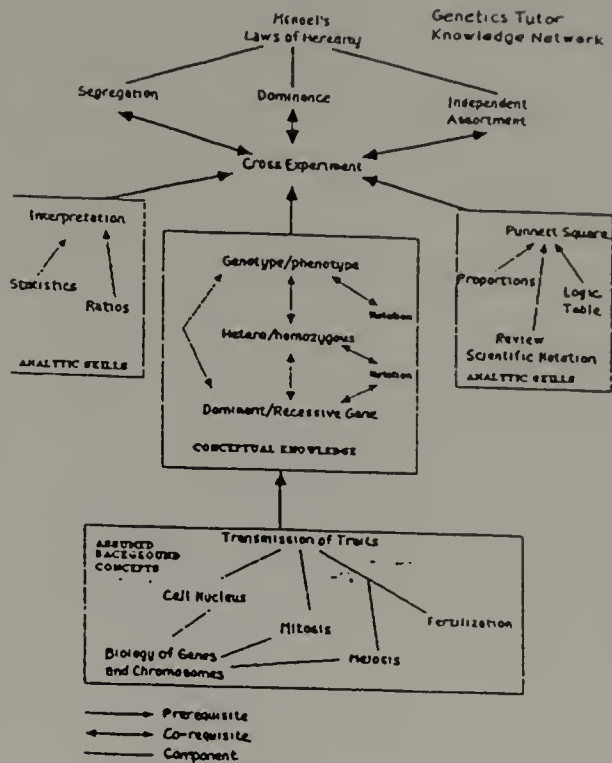 Genetics Tutor
Knowledge Network
Mendel's
Laws of Heredity
Segregation
Dominance
Independent
Assortment
Cross Experiment
Interpretation
Statistics
Ratios
ANALYTIC SKILLS
Genotype/phenotype
Notation
Hetero/homozygous
Notation
Dominant/Recessive Gene
CONCEPTUAL KNOWLEDGE
Punnett Square
Proportions
Logic
Table
Review
Scientific Notation
ANALYTIC SKILLS
ASSUMED
BACKGROUND
CONCEPTS
Transmission of Traits
Cell Nucleus
Mitosis
Fertilization
Biology of Genes
and Chromosomes
Meiosis
Prerequisite
Co-requisite
Component